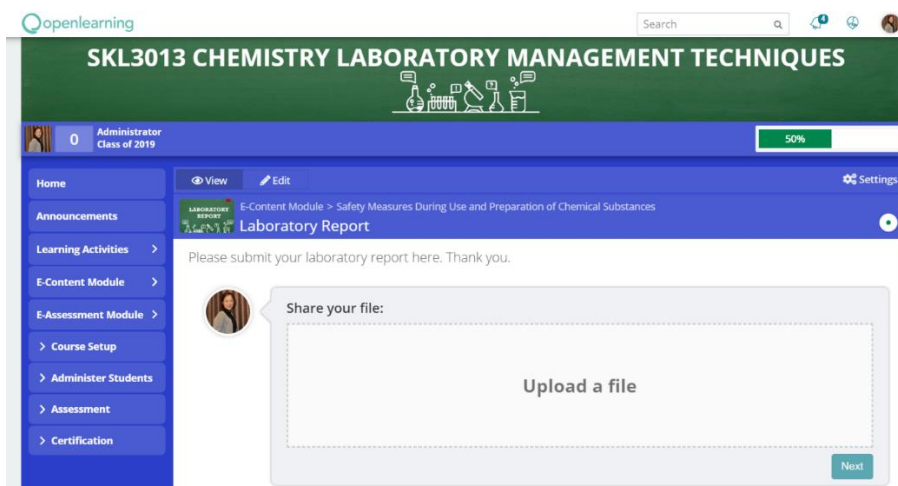 openlearning
Search
4
SKL3013 CHEMISTRY LABORATORY MANAGEMENT TECHNIQUES
0
Administrator
Class of 2019
50%
Home
Announcements
Learning Activities
E-Content Module
E-Assessment Module
Course Setup
Administer Students
Assessment
Certification
View
Edit
Settings
LABORATORY
REPORT
E-Content Module > Safety Measures During Use and Preparation of Chemical Substances
Laboratory Report
Please submit your laboratory report here. Thank you.
Share your file:
Upload a file
Next